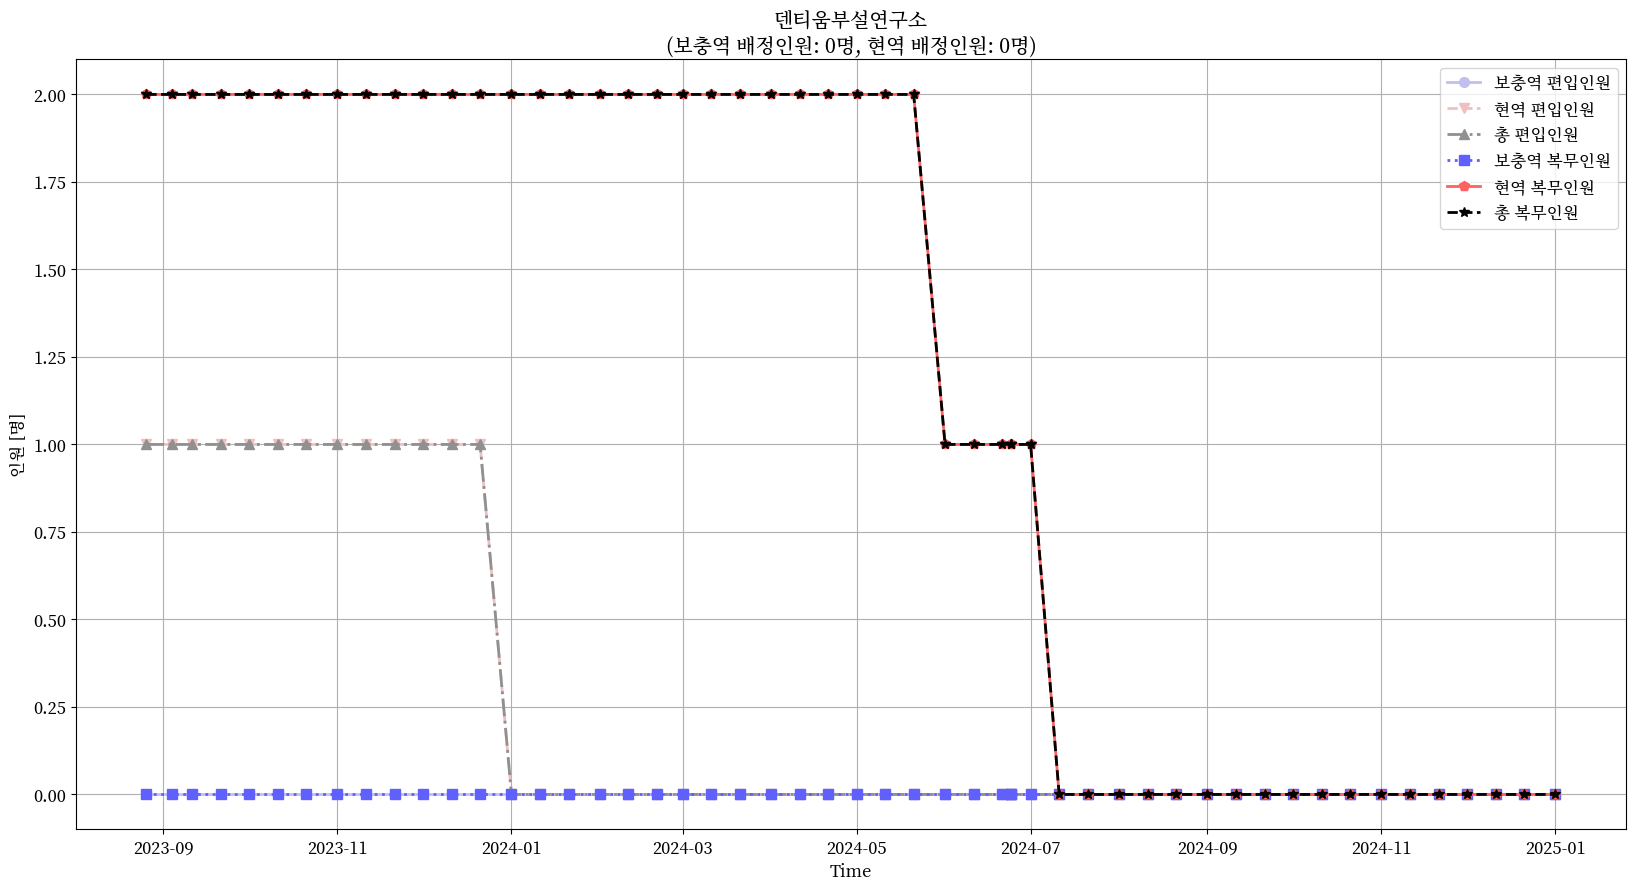 덴티움부설연구소
(보충역 배정인원: 0명, 현역 배정인원: 0명)
보충역 편입인원
현역 편입인원
총 편입인원
보충역 복무인원
현역 복무인원
총 복무인원
인원 [명]
2.00
1.75
1.50
1.25
1.00
0.75
0.50
0.25
0.00
2023-09
2023-11
2024-01
2024-03
2024-05
2024-07
2024-09
2024-11
2025-01
Time